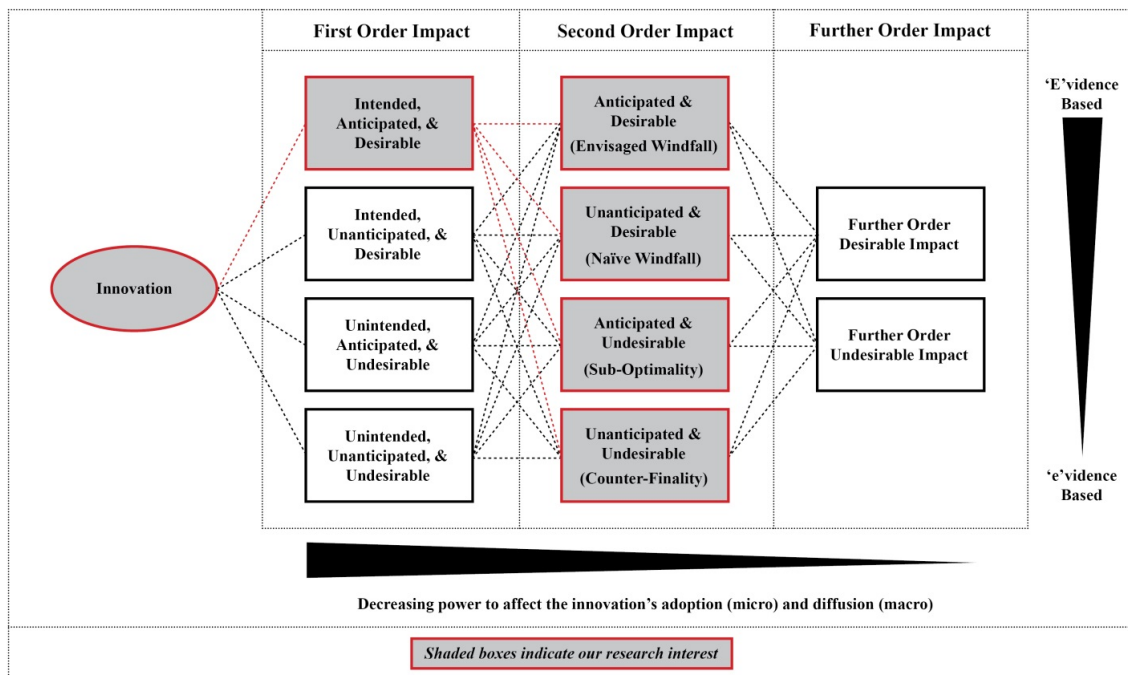 First Order Impact
Second Order Impact
Further Order Impact
'E'vidence
Based
Intended,
Anticipated, &
Desirable
Anticipated &
Desirable
(Envisaged Windfall)
Intended,
Unanticipated, &
Desirable
Unanticipated &
Desirable
(Naïve Windfall)
Further Order
Desirable Impact
Innovation
Unintended,
Anticipated, &
Undesirable
Anticipated &
Undesirable
(Sub-Optimality)
Further Order
Undesirable Impact
Unintended,
Unanticipated, &
Undesirable
Unanticipated &
Undesirable
(Counter-Finality)
'e'vidence
Based
Decreasing power to affect the innovation's adoption (micro) and diffusion (macro)
Shaded boxes indicate our research interest